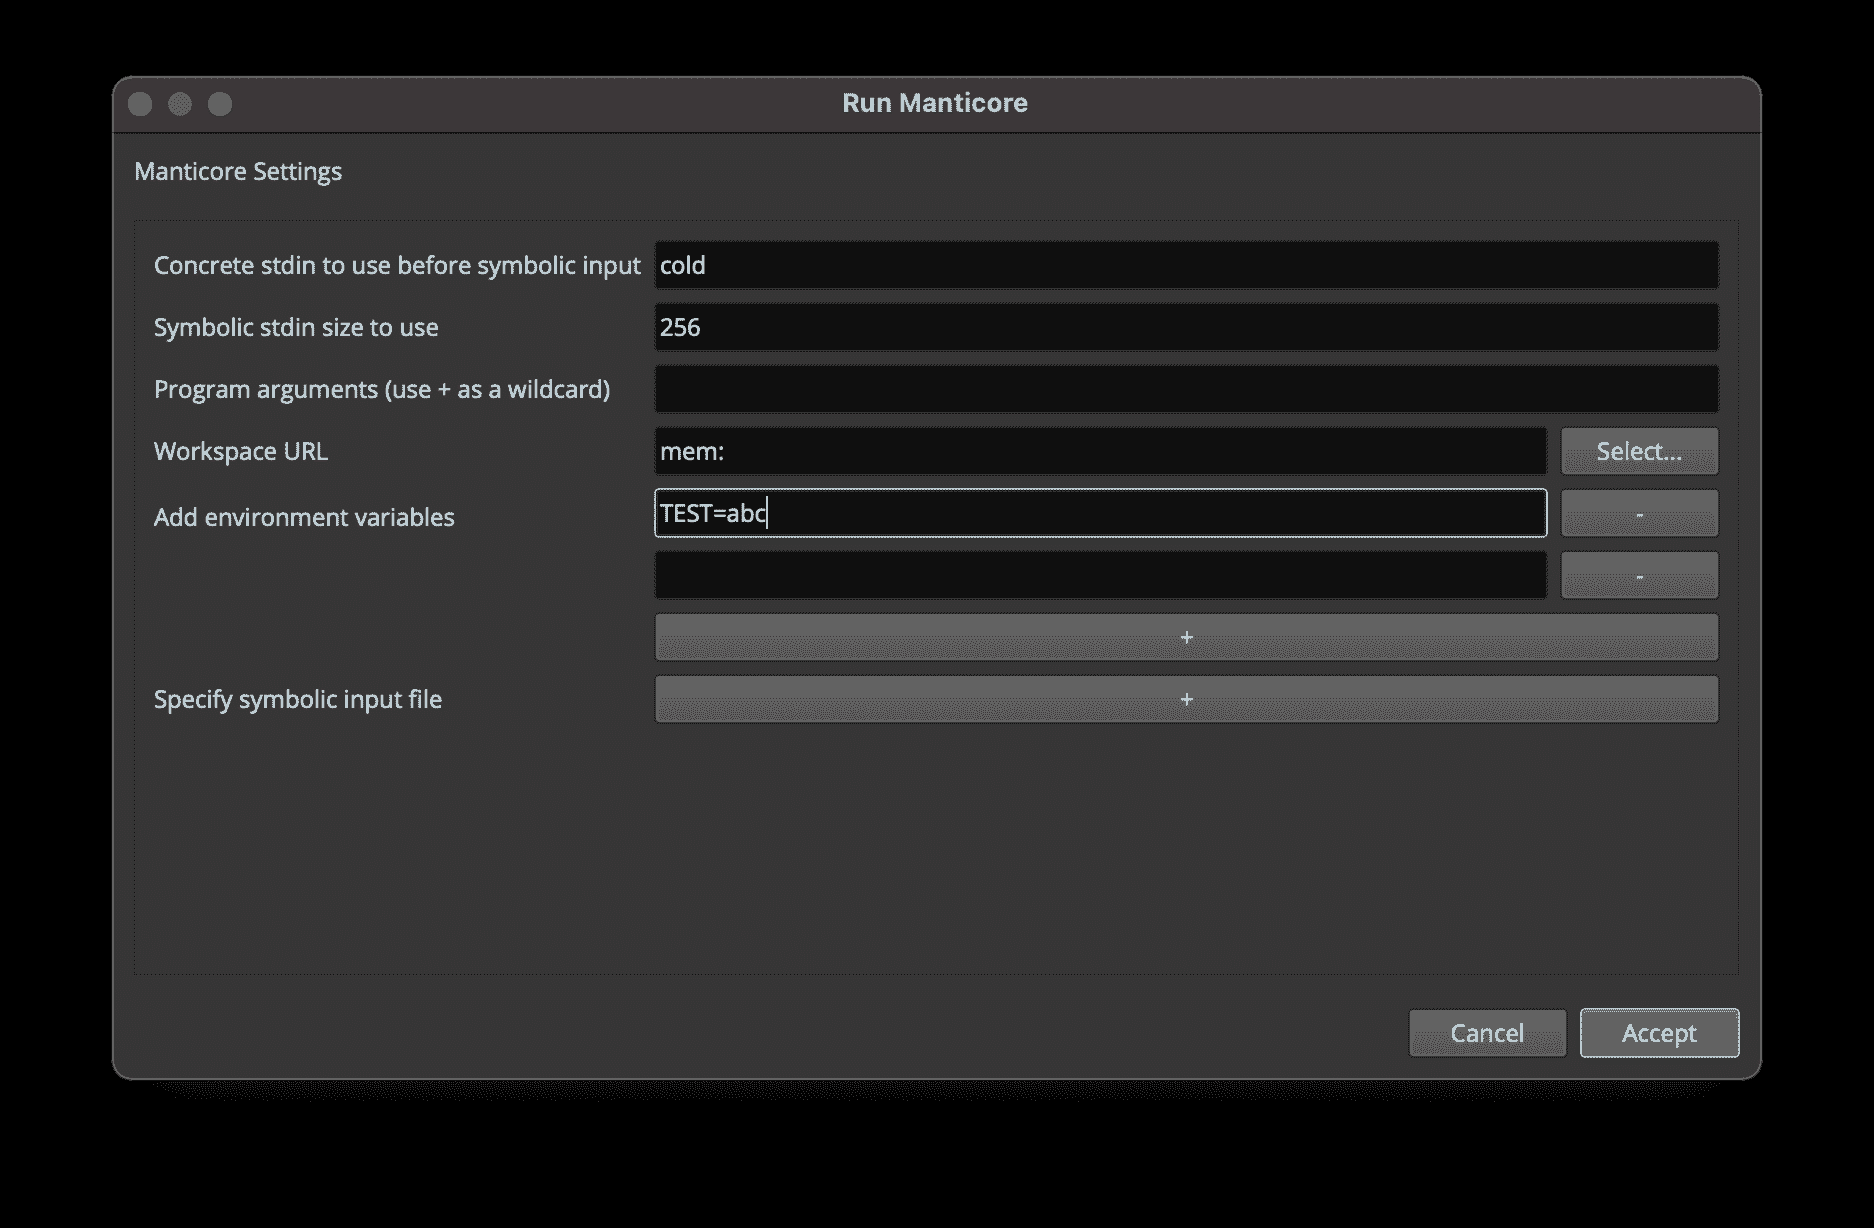 Run Manticore
Manticore Settings
Concrete stdin to use before symbolic input cold
Symbolic stdin size to use 256
Program arguments (use + as a wildcard)
Workspace URL mem: Select...
Add environment variables TEST=abc -
-
+
Specify symbolic input file +
Cancel Accept